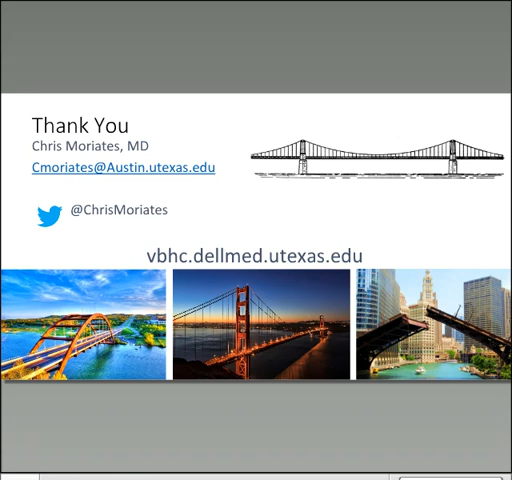 Thank You
Chris Moriates, MD
Cmoriates@Austin.utexas.edu
@ChrisMoriates
vbhc.dellmed.utexas.edu